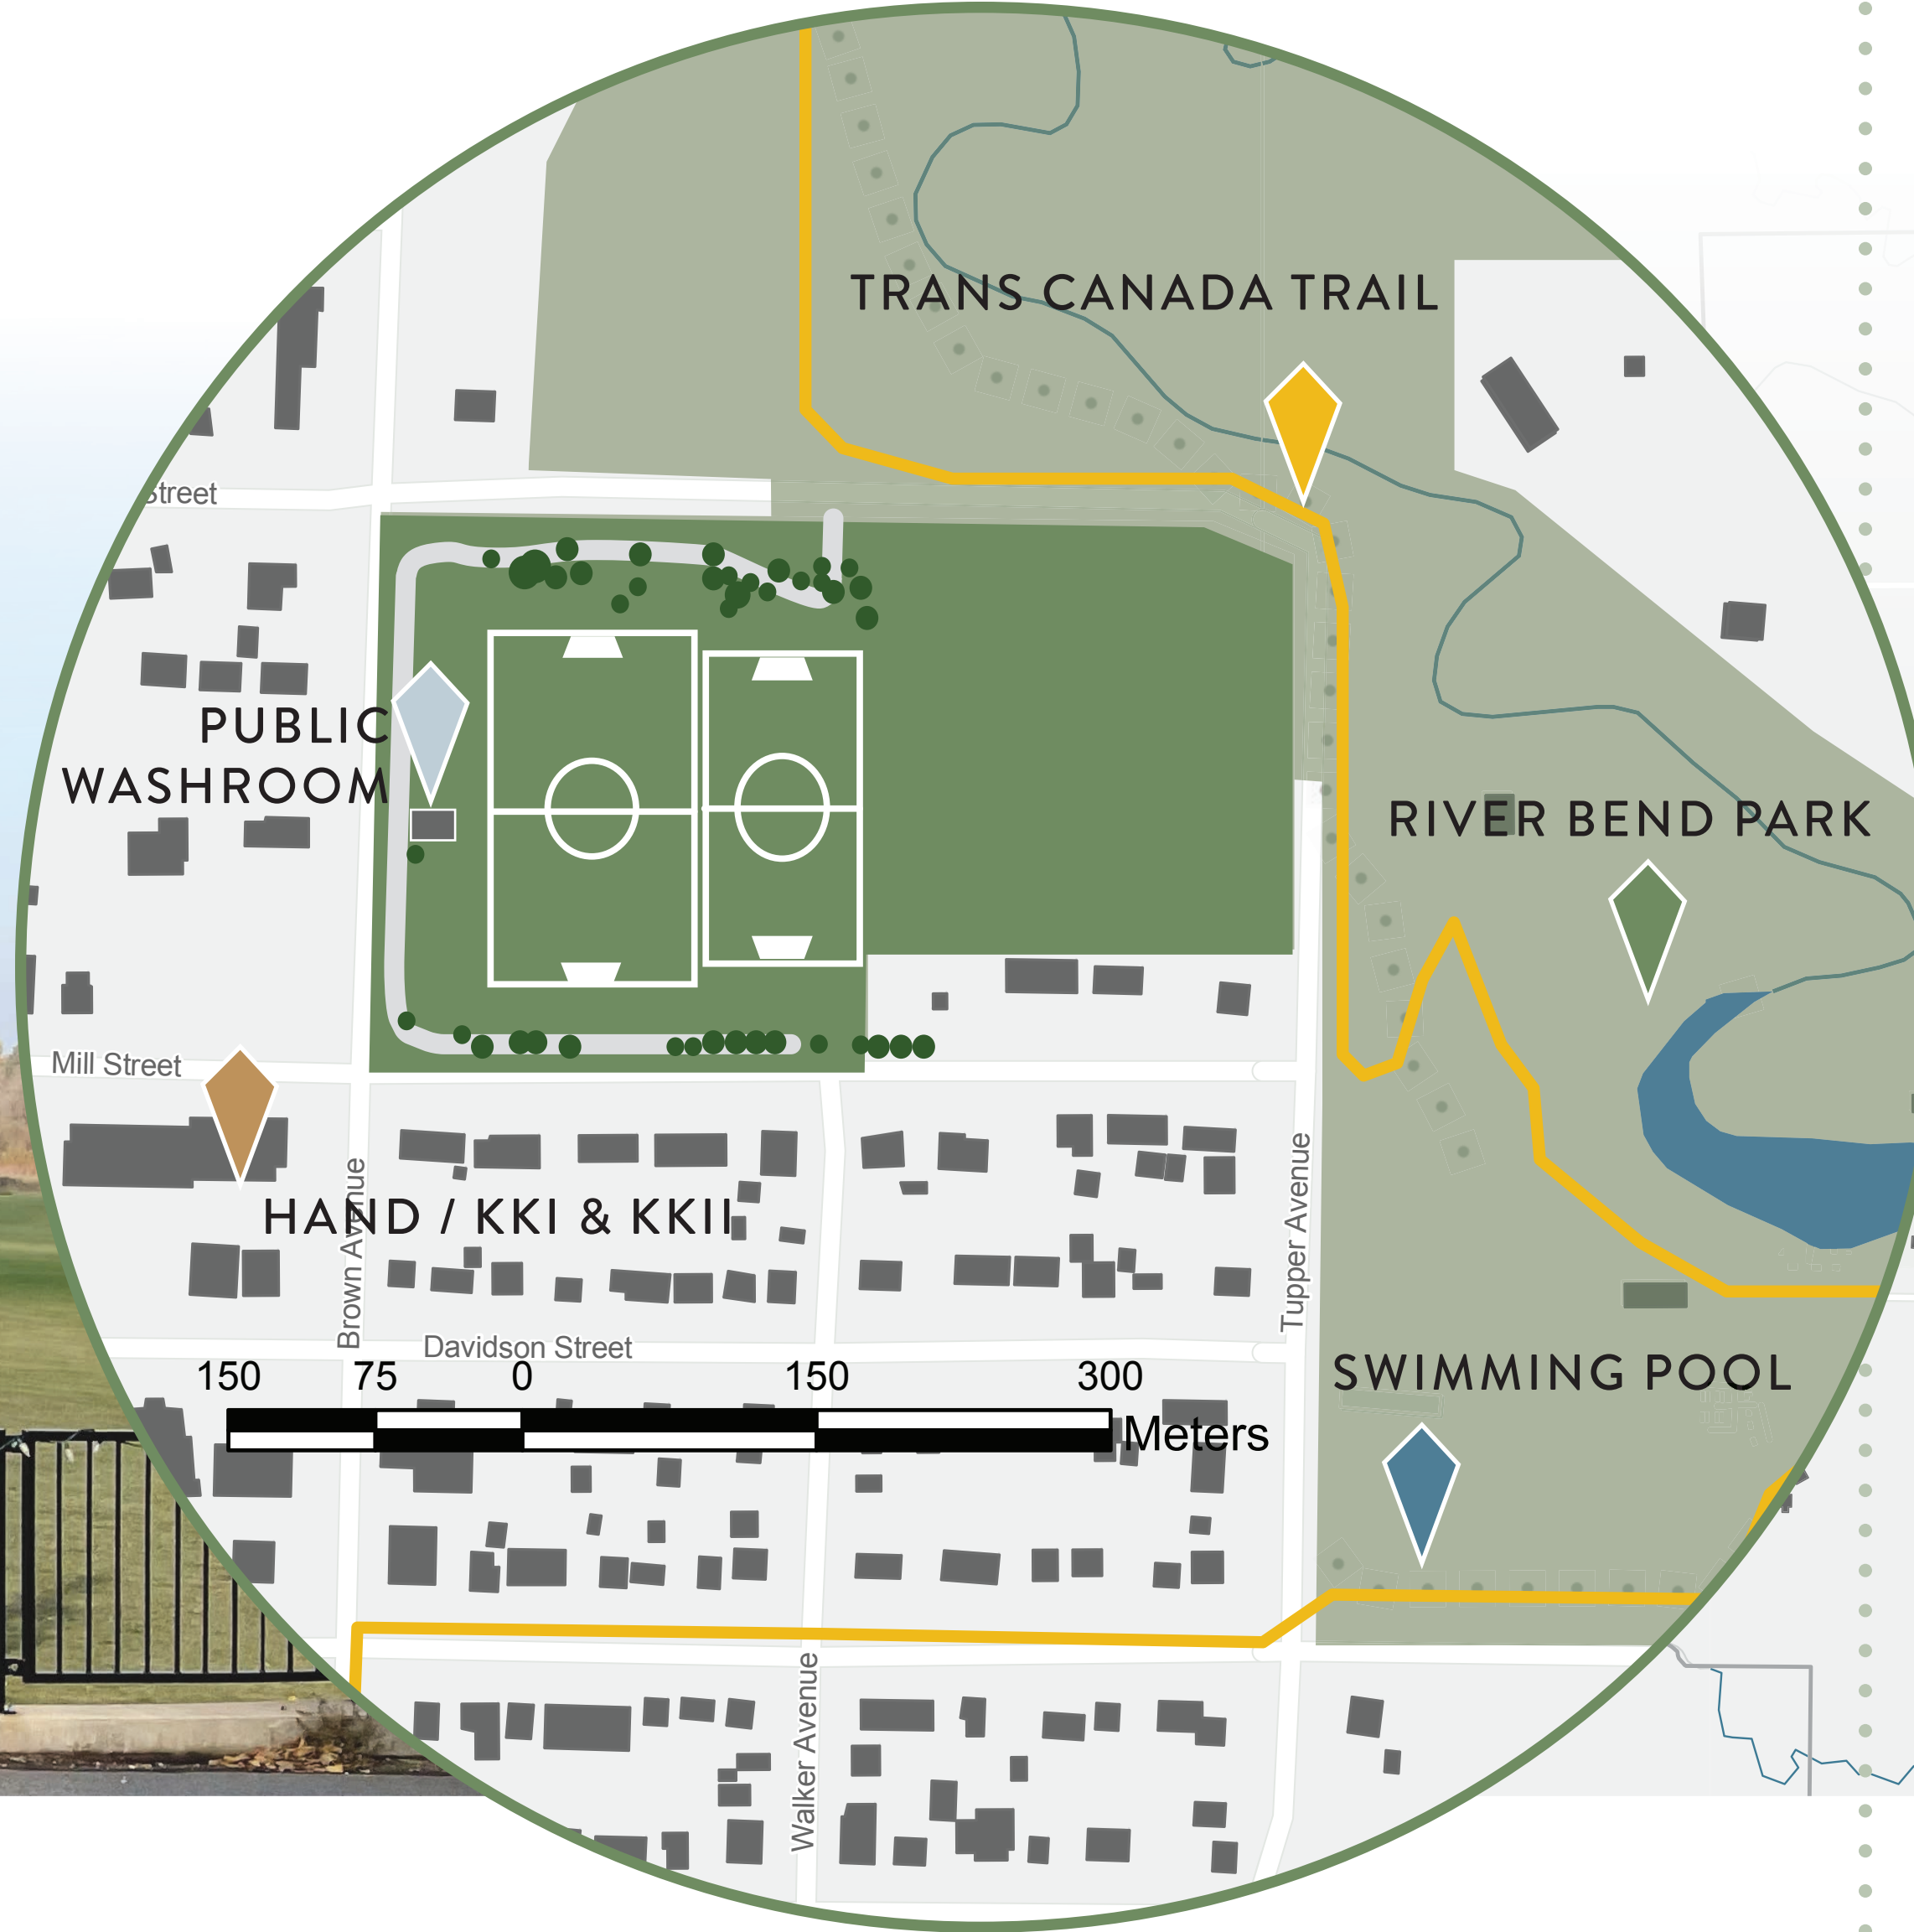 TRANS CANADA TRAIL
Street
PUBLIC
WASHROOM
RIVER BEND PARK
Mill Street
HAND / KKI & KKII
Brown Avenue
Tupper Avenue
Davidson Street
SWIMMING POOL
150 75 0 150 300
Meters
Walker Avenue